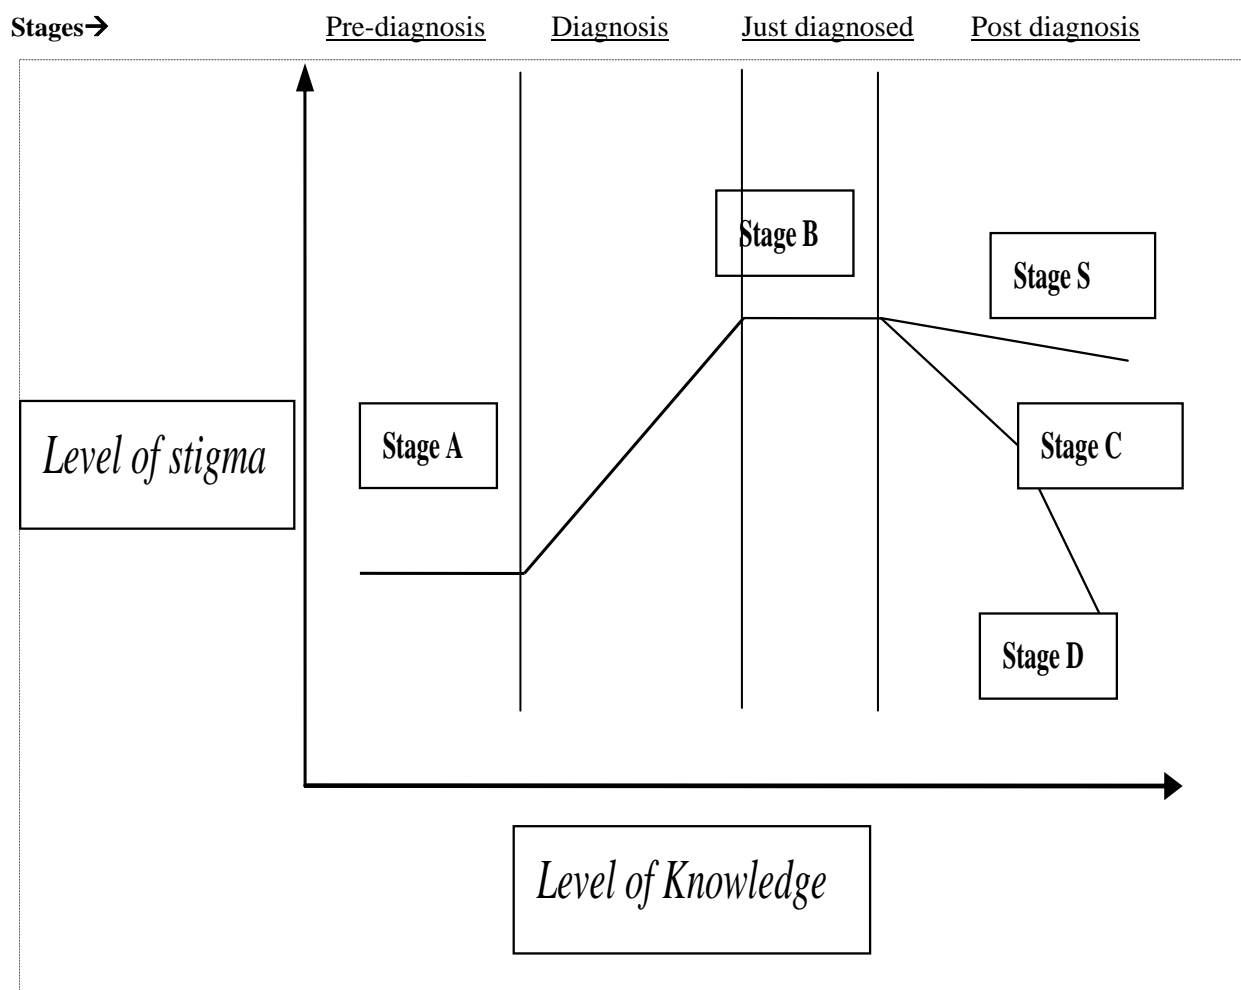 Stages→ Pre-diagnosis Diagnosis Just diagnosed Post diagnosis
Stage B
Stage S
Level of stigma
Stage A
Stage C
Stage D
Level of Knowledge